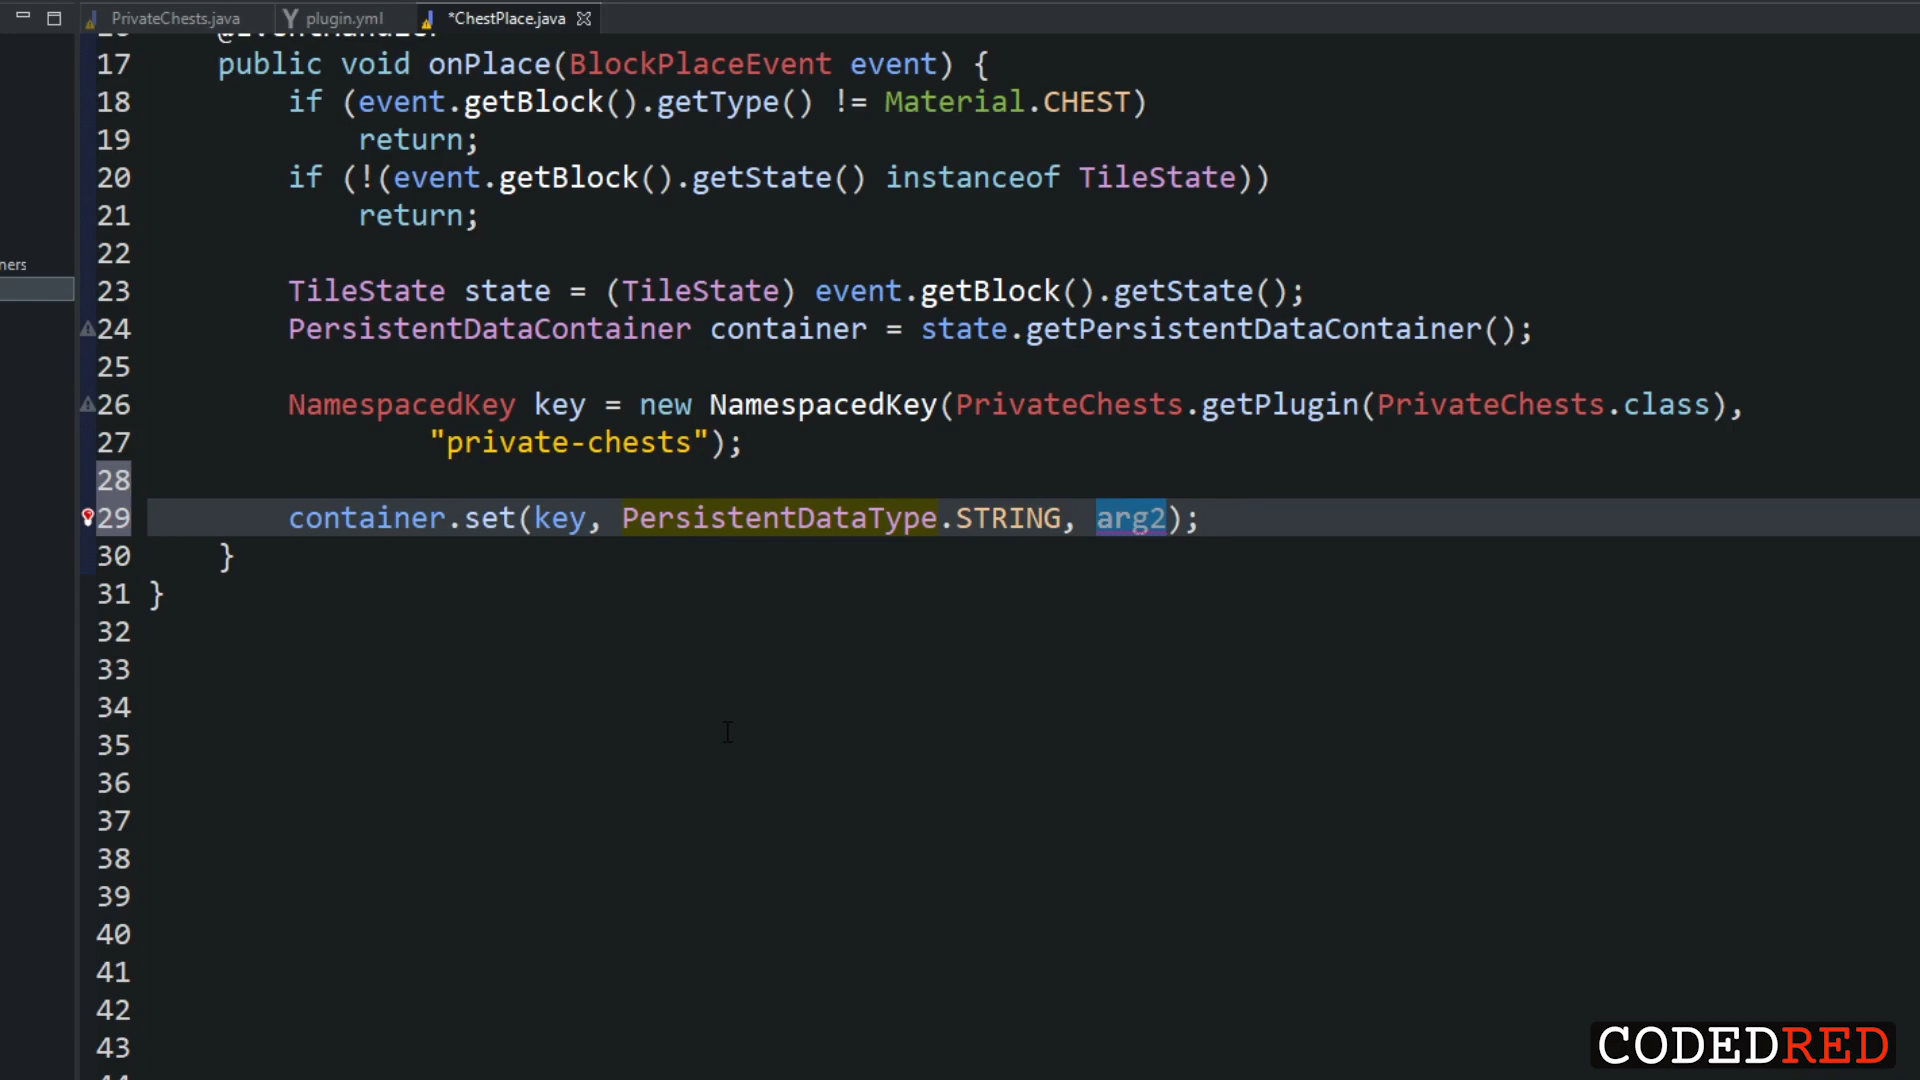 PrivateChests.java plugin.yml *ChestPlace.java
16 @EventHandler
17 public void onPlace(BlockPlaceEvent event) {
18 if (event.getBlock().getType() != Material.CHEST)
19 return;
20 if (!(event.getBlock().getState() instanceof TileState))
21 return;
22
ners
23 TileState state = (TileState) event.getBlock().getState();
24 PersistentDataContainer container = state.getPersistentDataContainer();
25
26 NamespacedKey key = new NamespacedKey(PrivateChests.getPlugin(PrivateChests.class),
27 "private-chests");
28
29 container.set(key, PersistentDataType.STRING, arg2);
30 }
31 }
32
33
34
35
36
37
38
39
40
41
42
43
44
CODEDRED